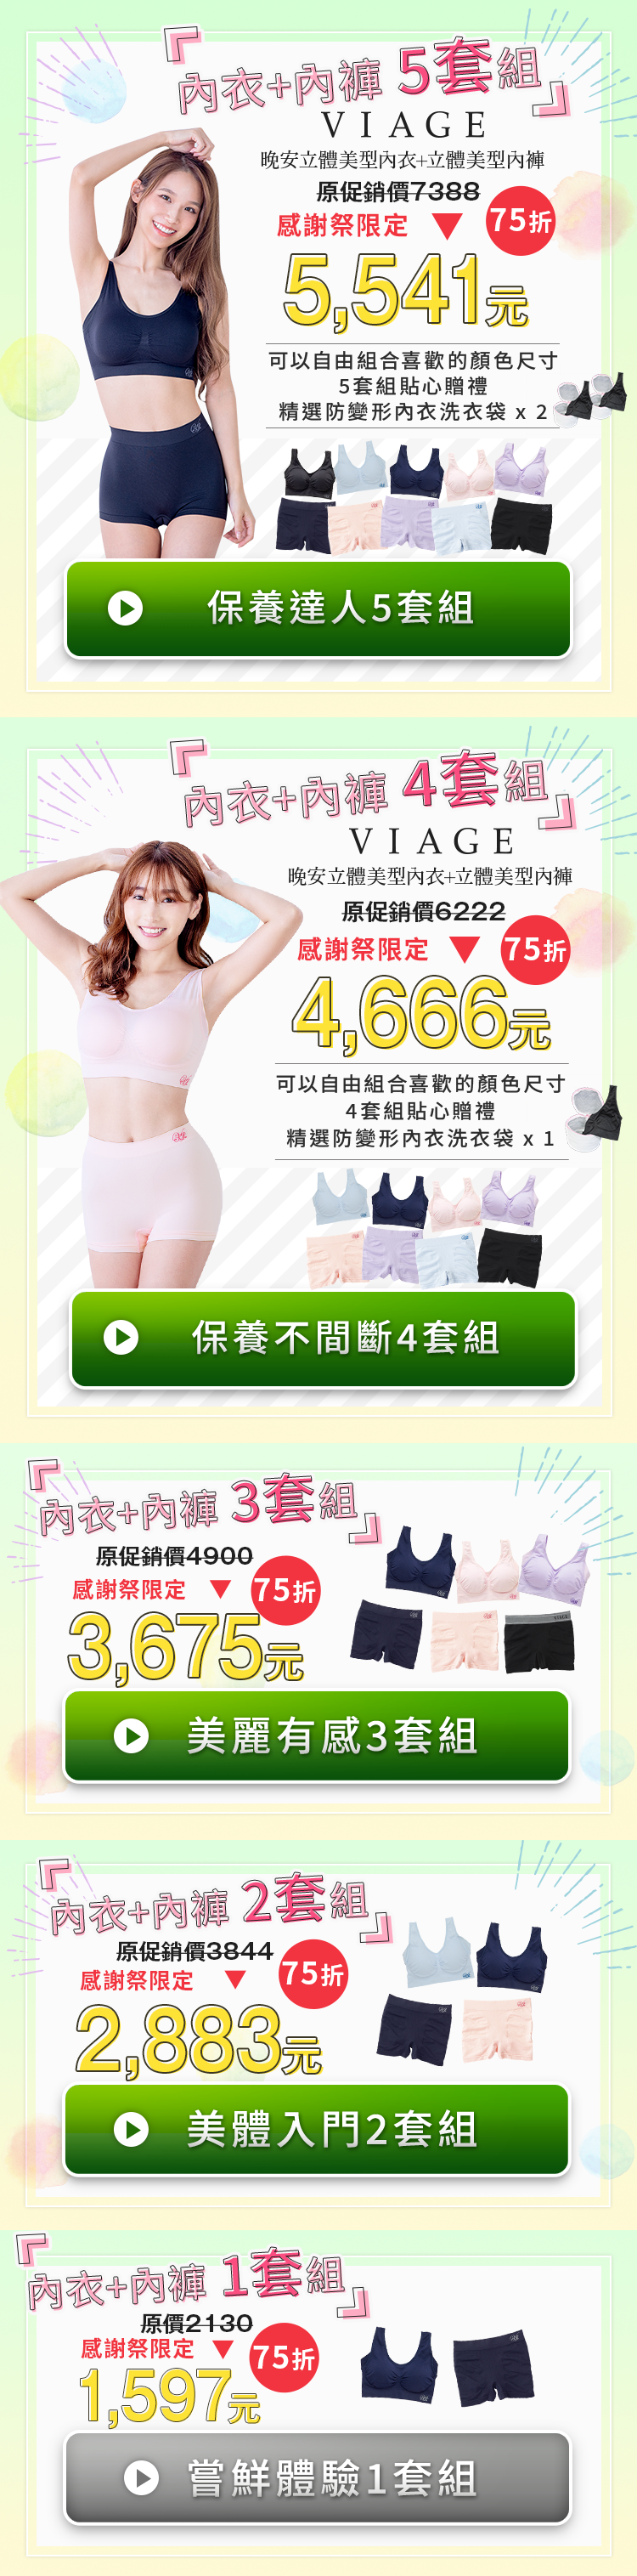 『內衣+內褲 5套組』
VIAGE
晚安立體美型內衣+立體美型內褲
原促銷價7388
感謝祭限定 ▼ 75折
5,541元
可以自由組合喜歡的顏色尺寸
5套組貼心贈禮
精選防變形內衣洗衣袋 x 2
保養達人5套組
『內衣+內褲 4套組』
VIAGE
晚安立體美型內衣+立體美型內褲
原促銷價6222
感謝祭限定 ▼ 75折
4,666元
可以自由組合喜歡的顏色尺寸
4套組貼心贈禮
精選防變形內衣洗衣袋 x 1
保養不間斷4套組
『內衣+內褲 3套組』
原促銷價4900
感謝祭限定 ▼ 75折
3,675元
美麗有感3套組
『內衣+內褲 2套組』
原促銷價3844
感謝祭限定 ▼ 75折
2,883元
美體入門2套組
『內衣+內褲 1套組』
原價2130
感謝祭限定 ▼ 75折
1,597元
嘗鮮體驗1套組